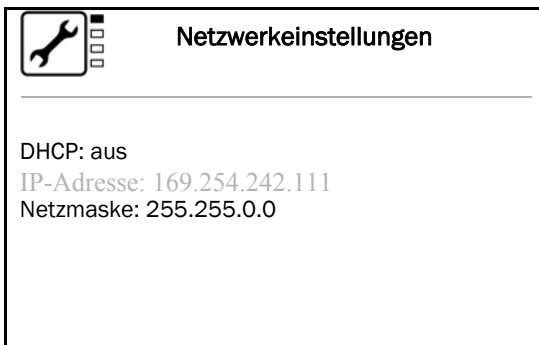 Netzwerkeinstellungen
DHCP: aus
IP-Adresse: 169.254.242.111
Netzmaske: 255.255.0.0